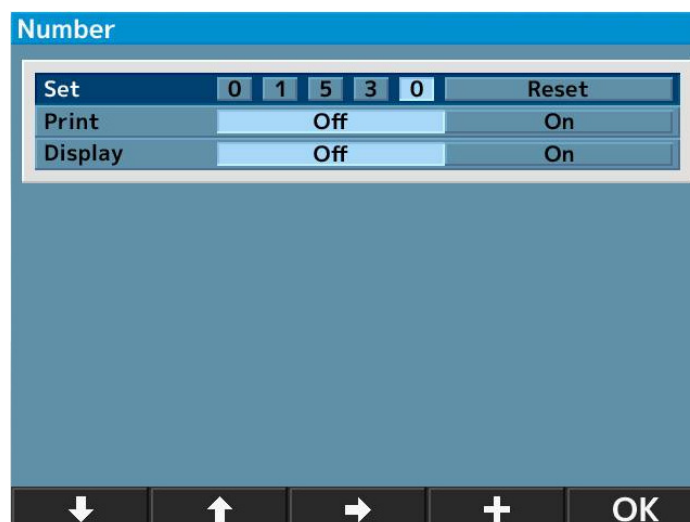 Number
Set 0 1 5 3 0 Reset
Print Off On
Display Off On
OK